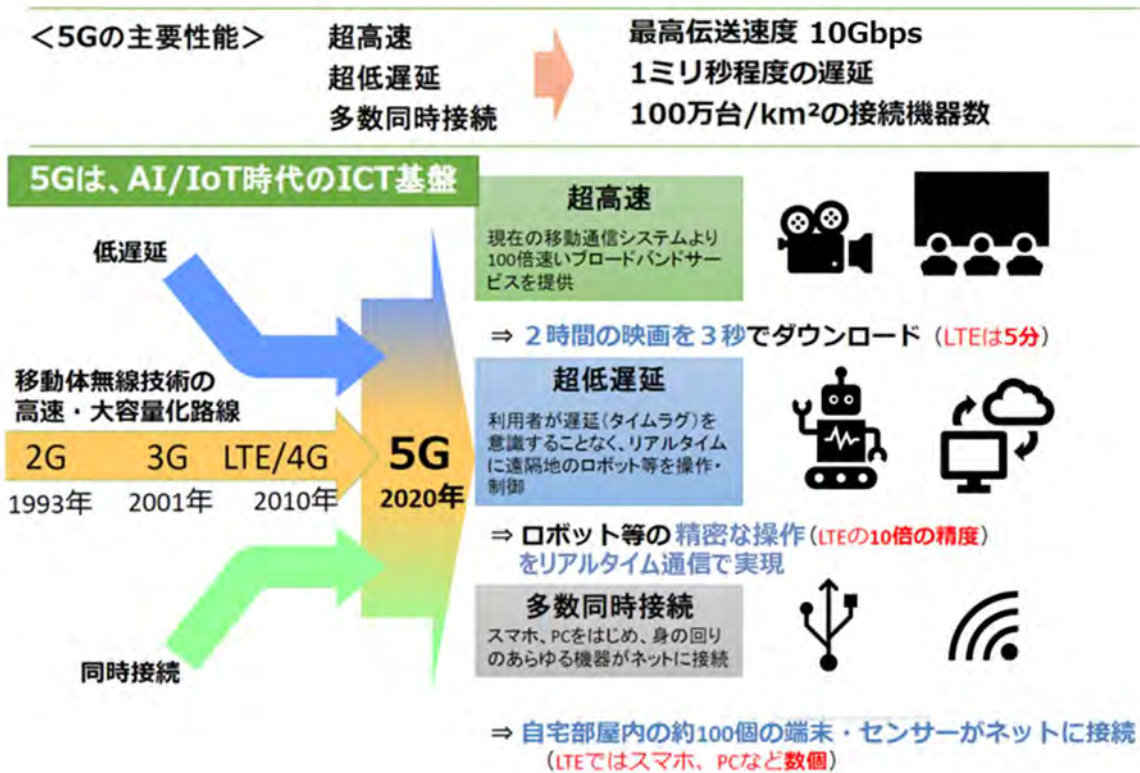 <5Gの主要性能>
超高速
超低遅延
多数同時接続
最高伝送速度 10Gbps
1ミリ秒程度の遅延
100万台/km²の接続機器数
5Gは、AI/IoT時代のICT基盤
低遅延
移動体無線技術の
高速・大容量化路線
2G
3G
LTE/4G
5G
1993年
2001年
2010年
2020年
同時接続
超高速
現在の移動通信システムより
100倍速いブロードバンドサー
ビスを提供
⇒ 2時間の映画を3秒でダウンロード (LTEは5分)
超低遅延
利用者が遅延(タイムラグ)を
意識することなく、リアルタイム
に遠隔地のロボット等を操作・
制御
⇒ ロボット等の精密な操作(LTEの10倍の精度)
をリアルタイム通信で実現
多数同時接続
スマホ、PCをはじめ、身の回り
のあらゆる機器がネットに接続
⇒ 自宅部屋内の約100個の端末・センサーがネットに接続
(LTEではスマホ、PCなど数個)